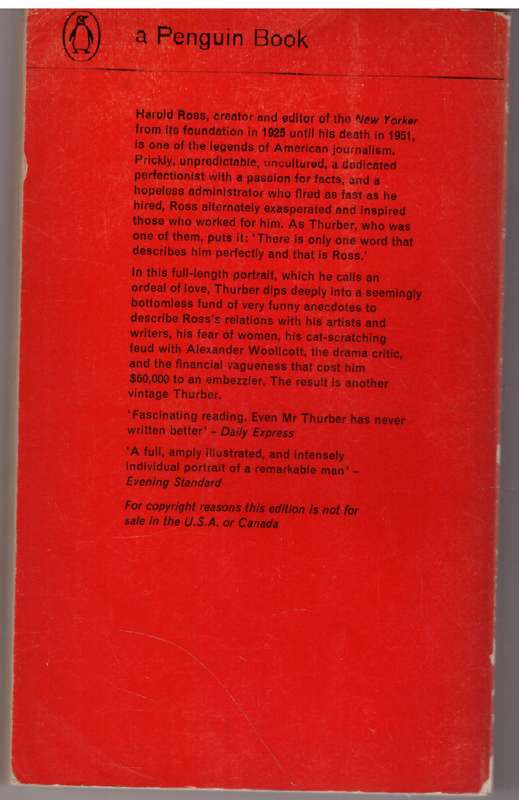 a Penguin Book
Harold Ross, creator and editor of the New Yorker
from its foundation in 1925 until his death in 1951,
is one of the legends of American journalism.
Prickly, unpredictable, uncultured, a dedicated
perfectionist with a passion for facts, and a
hopeless administrator who fired as fast as he
hired, Ross alternately exasperated and inspired
those who worked for him. As Thurber, who was
one of them, puts it: 'There is only one word that
describes him perfectly and that is Ross.'
In this full-length portrait, which he calls an
ordeal of love, Thurber dips deeply into a seemingly
bottomless fund of very funny anecdotes to
describe Ross's relations with his artists and
writers, his fear of women, his cat-scratching
feud with Alexander Woollcott, the drama critic,
and the financial vagueness that cost him
$60,000 to an embezzler. The result is another
vintage Thurber.
'Fascinating reading. Even Mr Thurber has never
written better' – Daily Express
'A full, amply illustrated, and intensely
individual portrait of a remarkable man' –
Evening Standard
For copyright reasons this edition is not for
sale in the U.S.A. or Canada